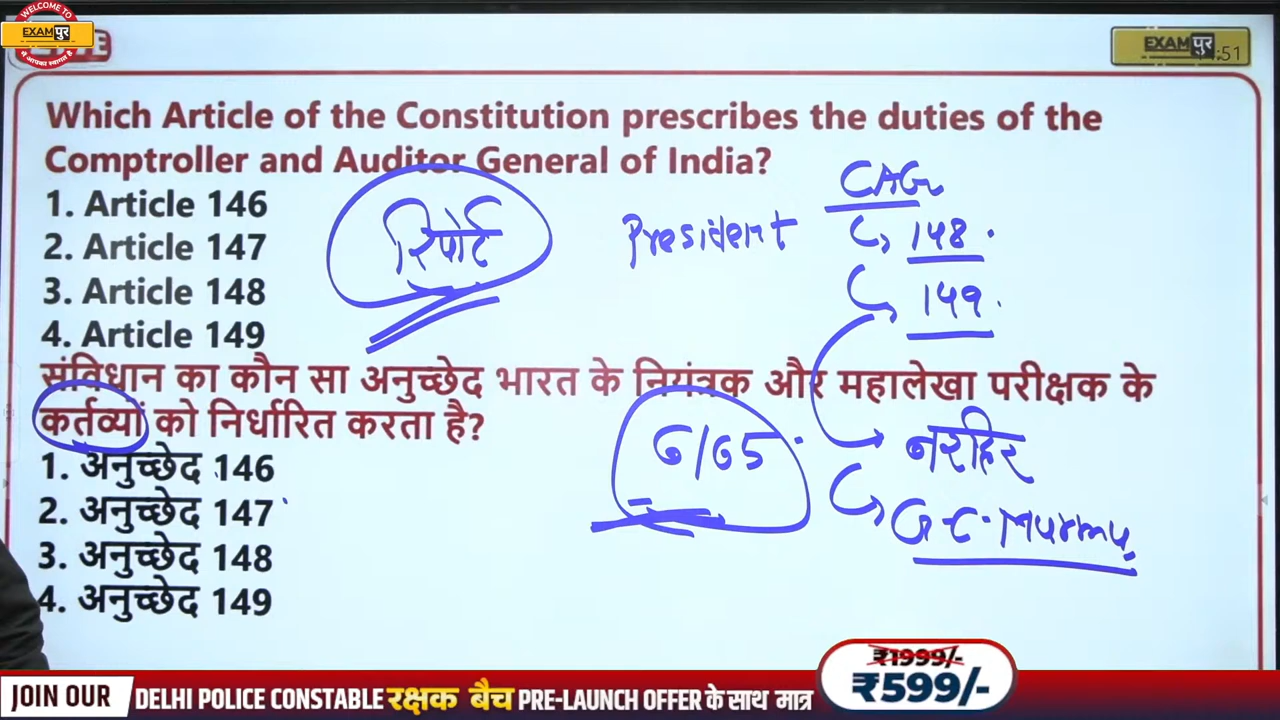 WELCOME TO
EXAMपुर
में आपका स्वागत है
EXAMपुर
:51
Which Article of the Constitution prescribes the duties of the
Comptroller and Auditor General of India?
1. Article 146
2. Article 147
3. Article 148
4. Article 149
रिपोर्ट
President
CAG
148
149
संविधान का कौन सा अनुच्छेद भारत के नियंत्रक और महालेखा परीक्षक के
कर्तव्यों को निर्धारित करता है?
1. अनुच्छेद 146
2. अनुच्छेद 147
3. अनुच्छेद 148
4. अनुच्छेद 149
6/65
नरहरि
G.C. Murmu
JOIN OUR DELHI POLICE CONSTABLE रक्षक बैच PRE-LAUNCH OFFER के साथ मात्र
₹1999/-
₹599/-